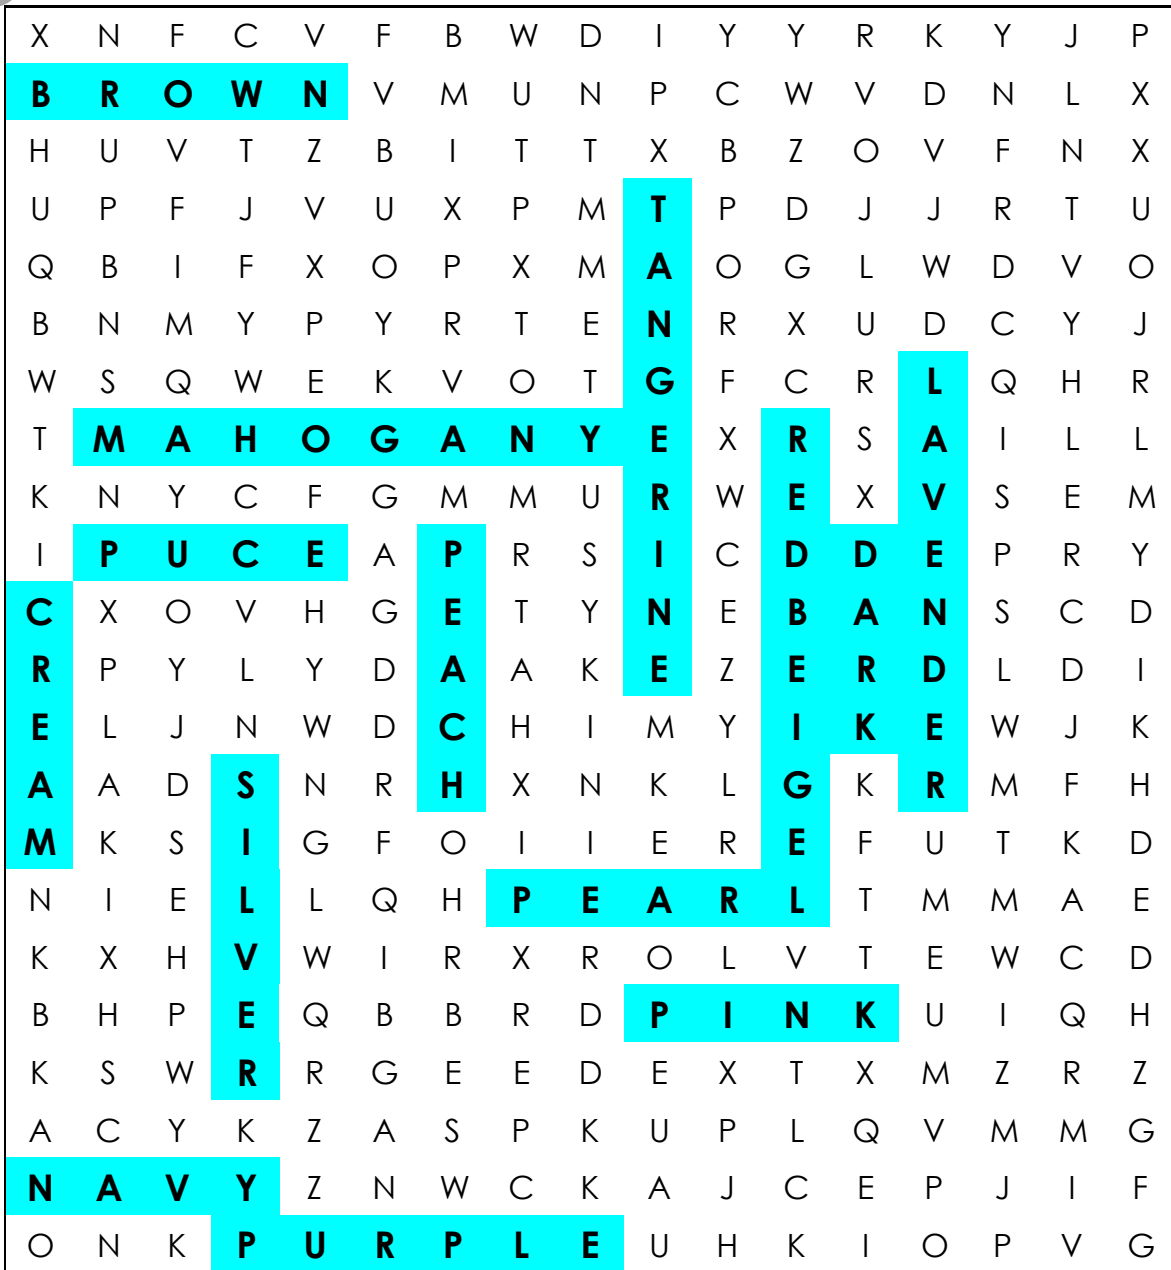 X N F C V F B W D I Y Y R K Y J P
B R O W N V M U N P C W V D N L X
H U V T Z B I T T X B Z O V F N X
U P F J V U X P M T P D J J R T U
Q B I F X O P X M A O G L W D V O
B N M Y P Y R T E N R X U D C Y J
W S Q W E K V O T G F C R L Q H R
T M A H O G A N Y E X R S A I L L
K N Y C F G M M U R W E X V S E M
I P U C E A P R S I C D D E P R Y
C X O V H G E T Y N E B A N S C D
R P Y L Y D A A K E Z E R D L D I
E L J N W D C H I M Y I K E W J K
A A D S N R H X N K L G K R M F H
M K S I G F O I I E R E F U T K D
N I E L L Q H P E A R L T M M A E
K X H V W I R X R O L V T E W C D
B H P E Q B B R D P I N K U I Q H
K S W R R G E E D E X T X M Z R Z
A C Y K Z A S P K U P L Q V M M G
N A V Y Z N W C K A J C E P J I F
O N K P U R P L E U H K I O P V G